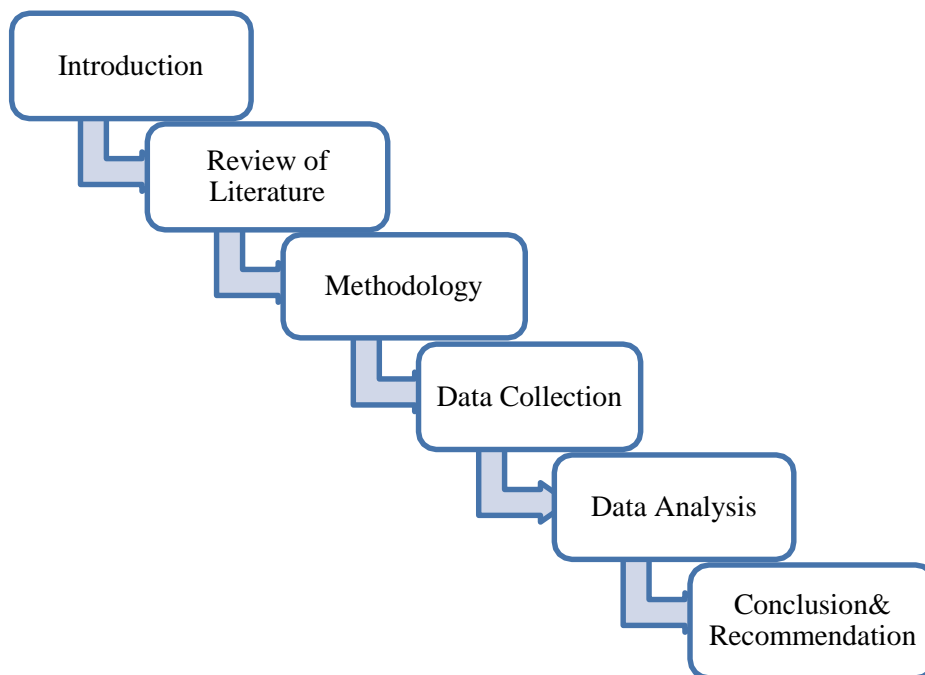 Introduction
Review of
Literature
Methodology
Data Collection
Data Analysis
Conclusion&
Recommendation